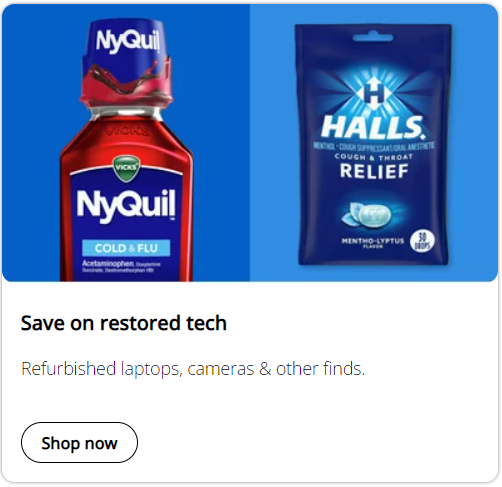 NyQuil
VICKS
VICKS
NyQuil
COLD & FLU
Acetaminophen, Doxylamine
Succinate, Dextromethorphan HBr
H
HALLS
MENTHOL • COUGH SUPPRESSANT/ORAL ANESTHETIC
COUGH & THROAT
RELIEF
MENTHO-LYPTUS
FLAVOR
30
DROPS
Save on restored tech
Refurbished laptops, cameras & other finds.
Shop now